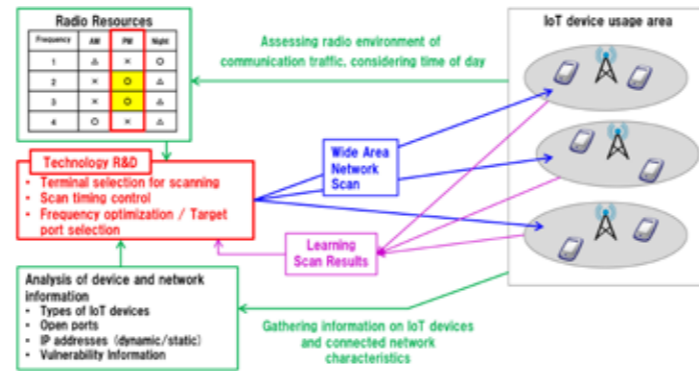 Radio Resources
Frequency AM PM Night
1 △ × ○
2 × ○ △
3 × ○ △
4 ○ × △
IoT device usage area
Assessing radio environment of
communication traffic, considering time of day
Technology R&D
• Terminal selection for scanning
• Scan timing control
• Frequency optimization / Target
port selection
Wide Area
Network
Scan
Learning
Scan Results
Analysis of device and network
information
• Types of IoT devices
• Open ports
• IP addresses (dynamic/static)
• Vulnerability Information
Gathering information on IoT devices
and connected network
characteristics